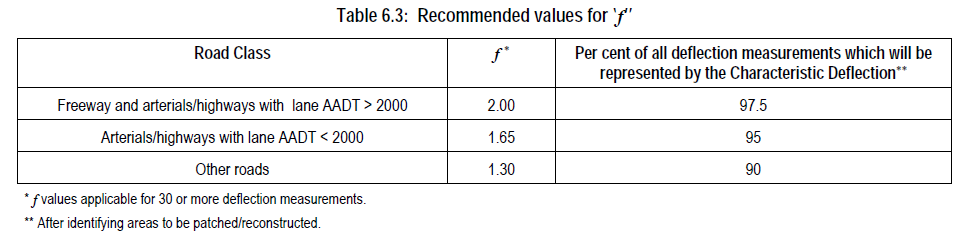 Table 6.3:  Recommended values for ‘f’’
Road Class
f *
Per cent of all deflection measurements which will be
represented by the Characteristic Deflection**
Freeway and arterials/highways with  lane AADT > 2000
2.00
97.5
Arterials/highways with lane AADT < 2000
1.65
95
Other roads
1.30
90
* f values applicable for 30 or more deflection measurements.
** After identifying areas to be patched/reconstructed.